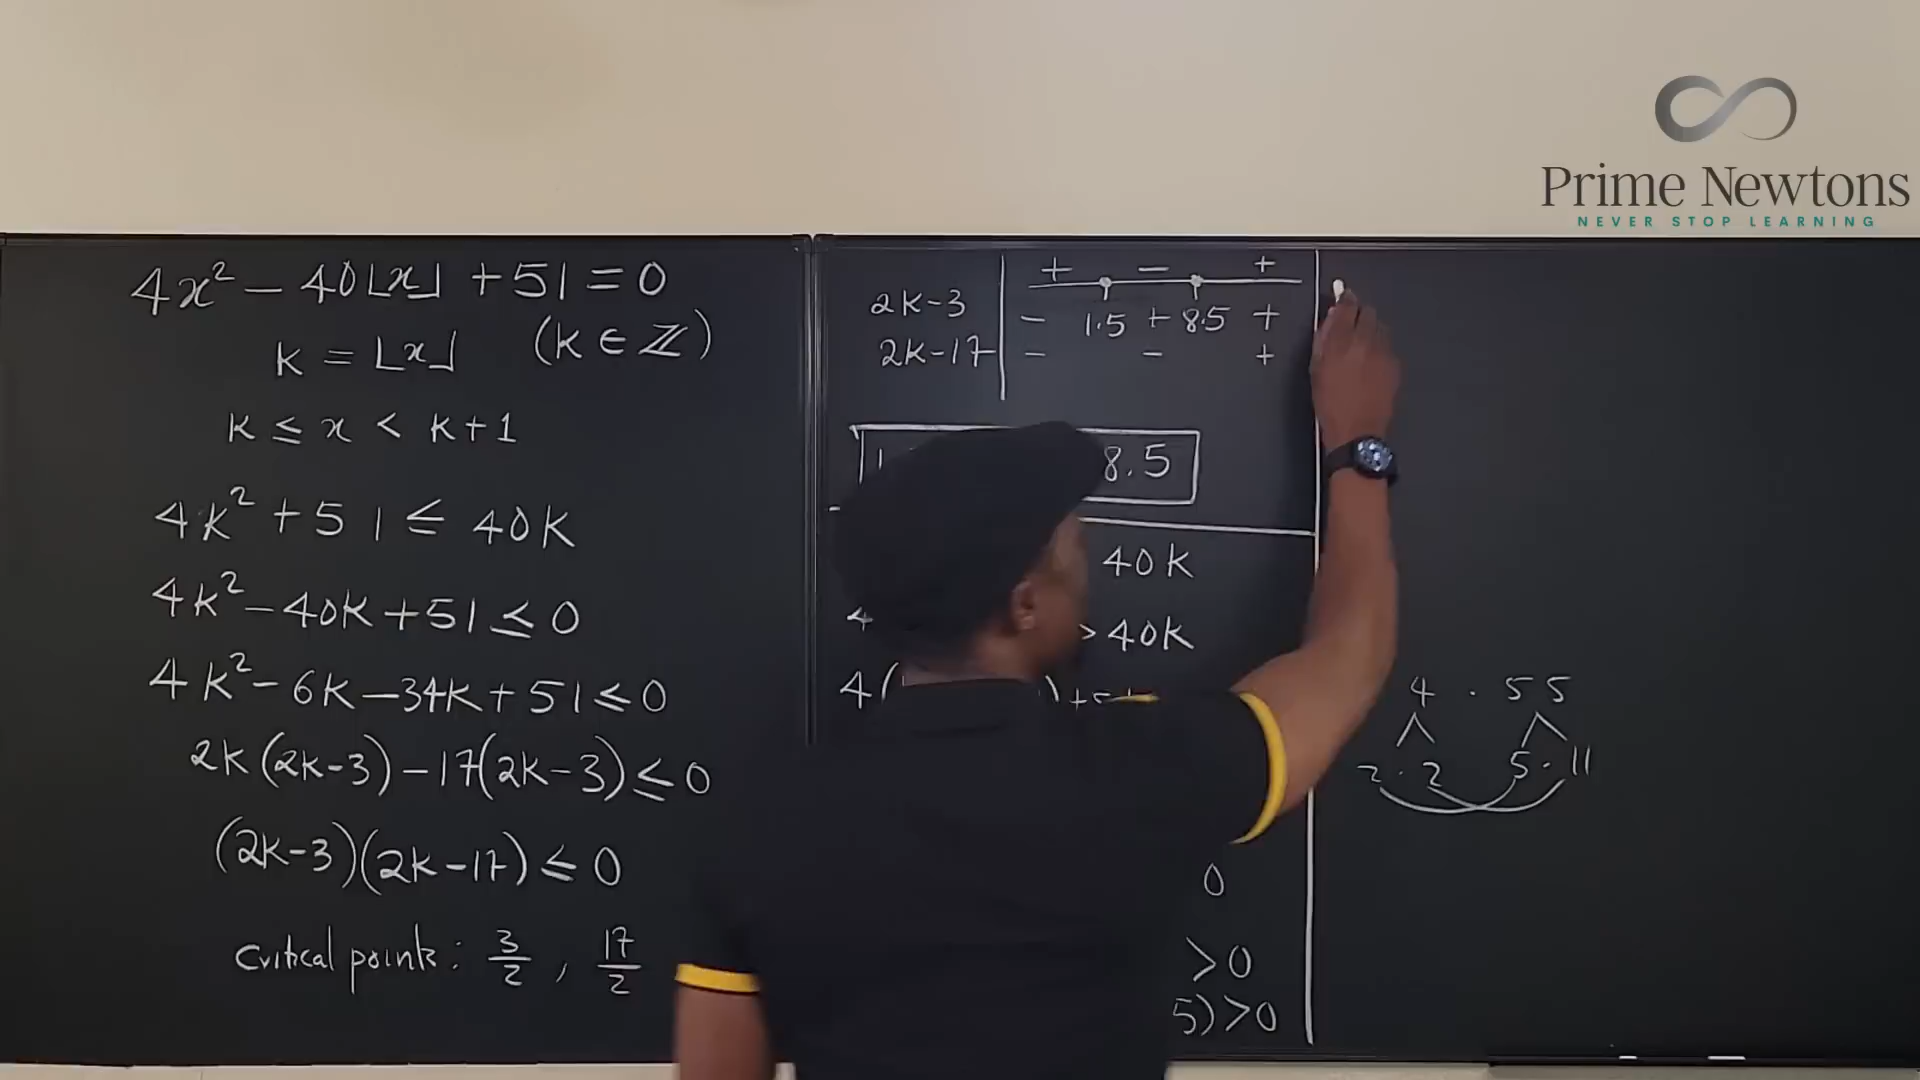 Prime Newtons
NEVER STOP LEARNING
4x² – 40⌊x⌋ + 51 = 0
k = ⌊x⌋ (k ∈ ℤ)
k ≤ x < k+1
4k² + 51 ≤ 40k
4k² – 40k + 51 ≤ 0
4k² – 6k – 34k + 51 ≤ 0
2k(2k-3) – 17(2k-3) ≤ 0
(2k-3)(2k-17) ≤ 0
Critical points: 3/2, 17/2
+ – +
2k-3 – 1.5 + 8.5 +
2k-17 – – +
8.5
40k
> 40k
4(
0
>0
5) >0
4 · 55
2 · 2 5 · 11